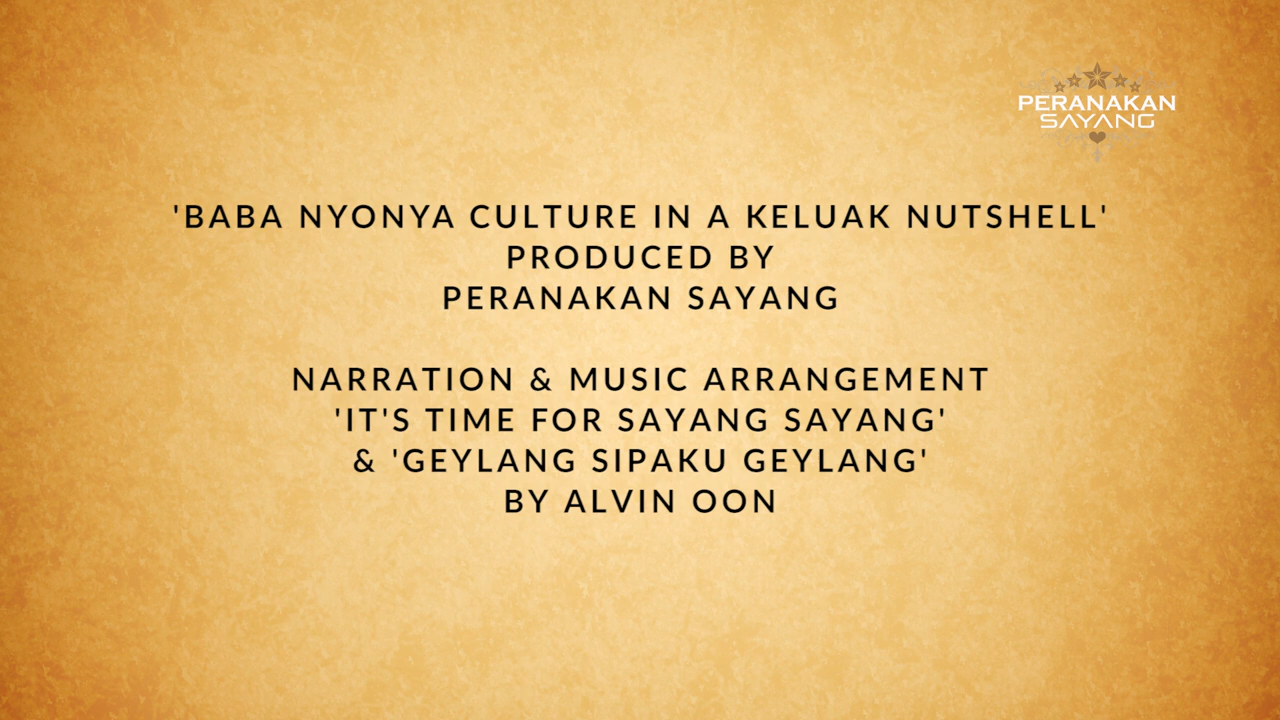 PERANAKAN
SAYANG
'BABA NYONYA CULTURE IN A KELUAK NUTSHELL'
PRODUCED BY
PERANAKAN SAYANG
NARRATION & MUSIC ARRANGEMENT
'IT'S TIME FOR SAYANG SAYANG'
& 'GEYLANG SIPAKU GEYLANG'
BY ALVIN OON